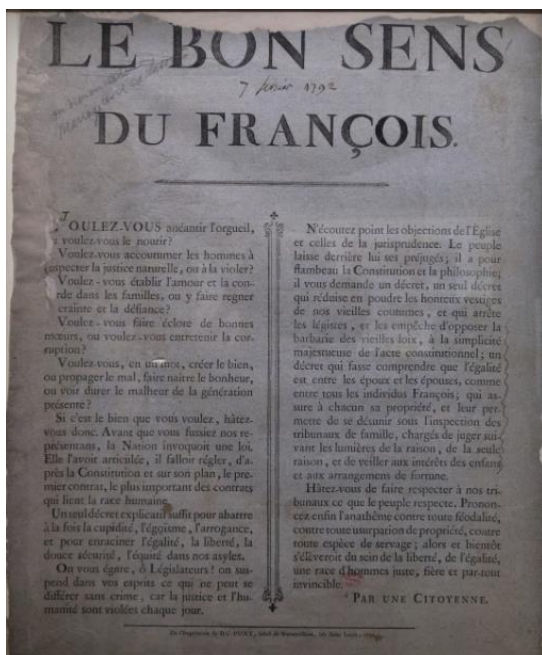 LE BON SENS
7 février 1792
DU FRANÇOIS.
VOULEZ-VOUS anéantir l'orgueil,
ou voulez-vous le nourir?
Voulez-vous accoutumer les hommes à
respecter la justice naturelle, ou à la violer?
Voulez-vous établir l'amour et la con-
rde dans les familles, ou y faire regner
crainte et la défiance?
Voulez-vous faire éclore de bonnes
mœurs, ou voulez-vous entretenir la cor-
ruption?
Voulez-vous, en un mot, créer le bien,
ou propager le mal, faire naître le bonheur,
ou voir durer le malheur de la génération
présente?
Si c'est le bien que vous voulez, hâtez-
vous donc. Avant que vous fussiez nos re-
présentans, la Nation invoquoit une loi.
Elle l'avoit articulée, il falloit régler, d'a-
près la Constitution et sur son plan, le pre-
mier contrat, le plus important des contrats
qui lient la race humaine.
Un seul décret explicatif suffit pour abattre
à la fois la cupidité, l'égoisme, l'arrogance,
et pour enraciner l'égalité, la liberté, la
douce sécurité, l'équité dans nos asyles.
On vous égare, ô Législateurs! on sus-
pend dans vos esprits ce qui ne peut se
différer sans crime, car la justice et l'hu-
manité sont violées chaque jour.
N'écoutez point les objections de l'Église
et celles de la jurisprudence. Le peuple
laisse derrière lui ses préjugés; il a pour
flambeau la Constitution et la philosophie;
il vous demande un décret, un seul décret
qui réduise en poudre les honteux vestiges
de nos vieilles coutumes, et qui arrête
les légistes, et les empêche d'opposer la
barbarie des vieilles loix, à la simplicité
majestueuse de l'acte constitutionnel; un
décret qui fasse comprendre que l'égalité
est entre les époux et les épouses, comme
entre tous les individus François; qui as-
sure à chacun sa propriété, et leur per-
mette de se désunir sous l'inspection des
tribunaux de famille, chargés de juger sui-
vant les lumières de la raison, de la seule
raison, et de veiller aux intérêts des enfans
et aux arrangemens de fortune.
Hâtez-vous de faire respecter à nos tri-
bunaux ce que le peuple respecte. Pronon-
cez enfin l'anathême contre toute féodalité,
contre toute usurpation de propriété, contre
toute espèce de servage; alors et bientôt
s'élèveroit du sein de la liberté, de l'égalité,
une race d'hommes juste, fière et par-tout
invincible.
PAR UNE CITOYENNE.
De l'Imprimerie de